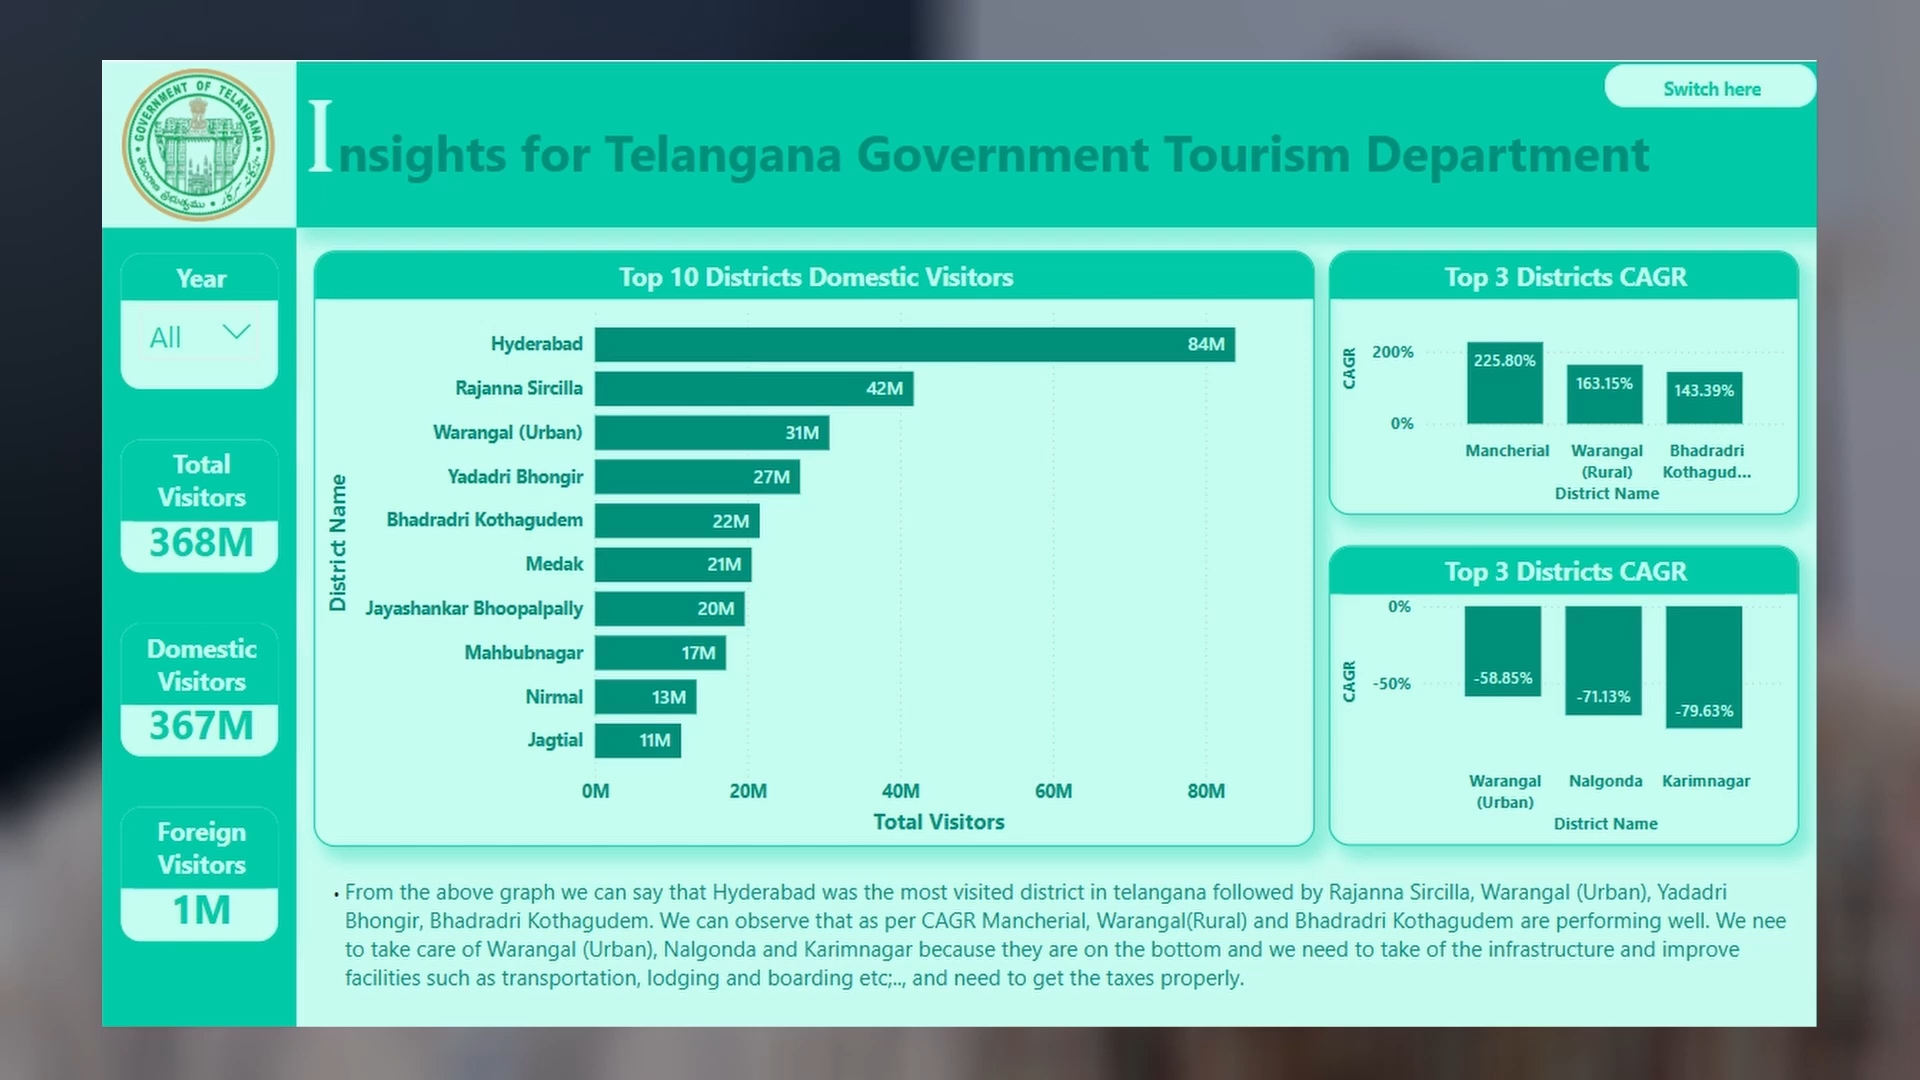 GOVERNMENT OF TELANGANA
Switch here
Insights for Telangana Government Tourism Department
Year
All
Total
Visitors
368M
Domestic
Visitors
367M
Foreign
Visitors
1M
Top 10 Districts Domestic Visitors
District Name
Hyderabad 84M
Rajanna Sircilla 42M
Warangal (Urban) 31M
Yadadri Bhongir 27M
Bhadradri Kothagudem 22M
Medak 21M
Jayashankar Bhoopalpally 20M
Mahbubnagar 17M
Nirmal 13M
Jagtial 11M
0M 20M 40M 60M 80M
Total Visitors
Top 3 Districts CAGR
CAGR
200%
0%
225.80% 163.15% 143.39%
Mancherial Warangal Bhadradri
(Rural) Kothagud...
District Name
Top 3 Districts CAGR
CAGR
0%
-50%
-58.85% -71.13% -79.63%
Warangal Nalgonda Karimnagar
(Urban)
District Name
• From the above graph we can say that Hyderabad was the most visited district in telangana followed by Rajanna Sircilla, Warangal (Urban), Yadadri
Bhongir, Bhadradri Kothagudem. We can observe that as per CAGR Mancherial, Warangal(Rural) and Bhadradri Kothagudem are performing well. We nee
to take care of Warangal (Urban), Nalgonda and Karimnagar because they are on the bottom and we need to take of the infrastructure and improve
facilities such as transportation, lodging and boarding etc;.., and need to get the taxes properly.